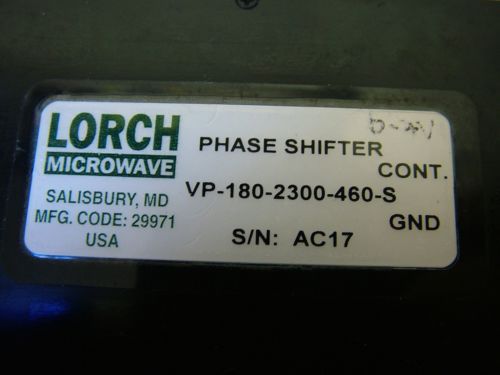 LORCH
MICROWAVE
SALISBURY, MD
MFG. CODE: 29971
USA
PHASE SHIFTER
CONT.
VP-180-2300-460-S
GND
S/N: AC17